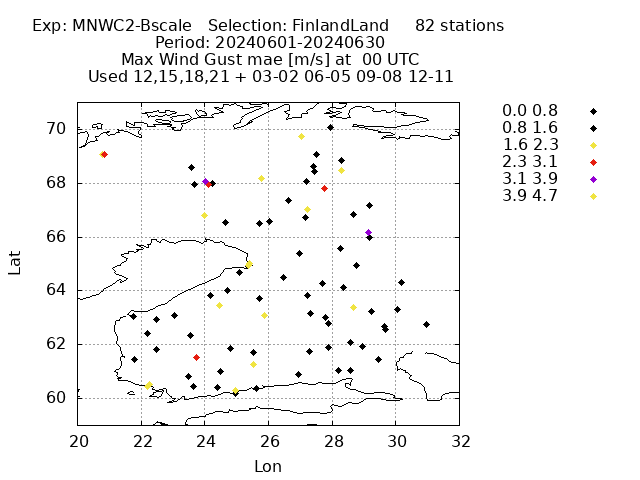 Exp: MNWC2-Bscale   Selection: FinlandLand     82 stations
Period: 20240601-20240630
Max Wind Gust mae [m/s] at  00 UTC
Used 12,15,18,21 + 03-02 06-05 09-08 12-11
0.0 0.8
0.8 1.6
1.6 2.3
2.3 3.1
3.1 3.9
3.9 4.7
70
68
66
64
62
60
Lat
20 22 24 26 28 30 32
Lon